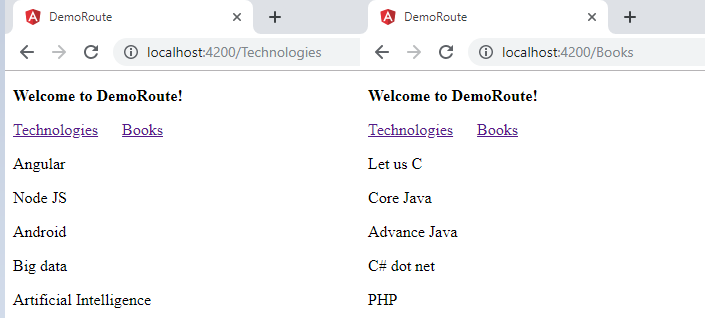 DemoRoute
localhost:4200/Technologies
Welcome to DemoRoute!
Technologies Books
Angular
Node JS
Android
Big data
Artificial Intelligence
DemoRoute
localhost:4200/Books
Welcome to DemoRoute!
Technologies Books
Let us C
Core Java
Advance Java
C# dot net
PHP